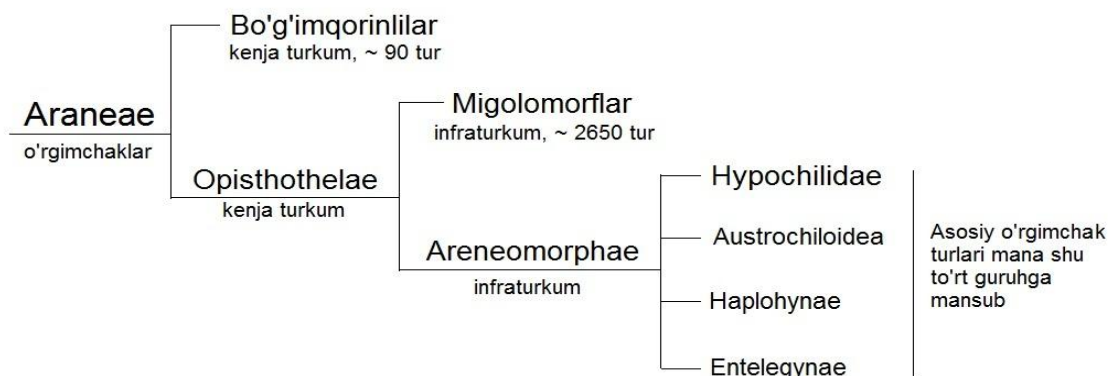 Bo'g'imqorinlilar
kenja turkum, ~ 90 tur
Araneae
o'rgimchaklar
Migolomorflar
infraturkum, ~ 2650 tur
Opisthothelae
kenja turkum
Areneomorphae
infraturkum
Hypochilidae
Austrochiloidea
Haplohynae
Entelegynae
Asosiy o'rgimchak
turlari mana shu
to'rt guruhga
mansub